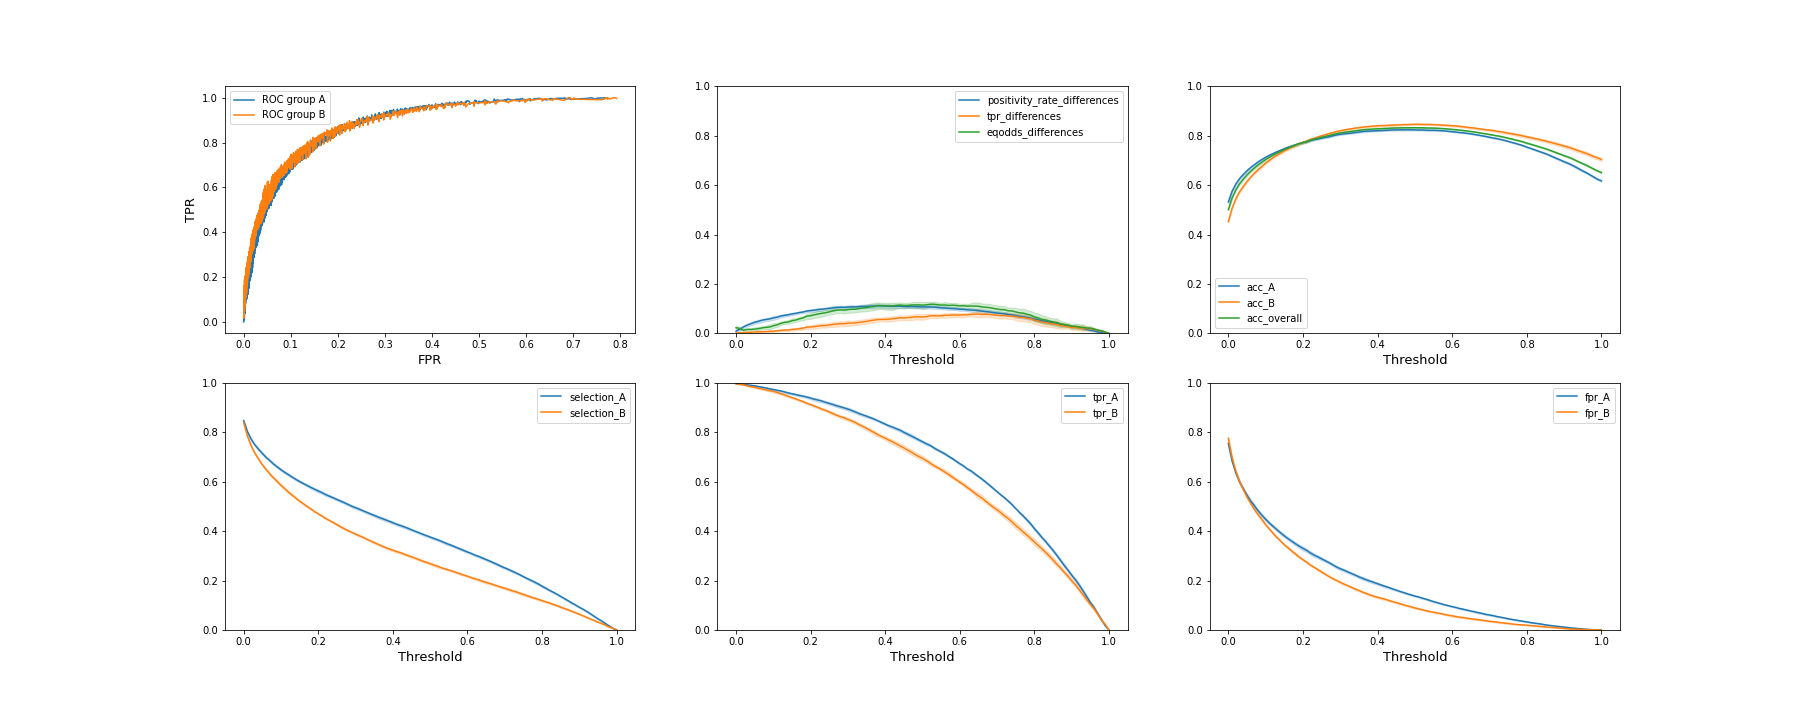 ROC group A
ROC group B
TPR
1.0
0.8
0.6
0.4
0.2
0.0
0.0 0.1 0.2 0.3 0.4 0.5 0.6 0.7 0.8
FPR
positivity_rate_differences
tpr_differences
eqodds_differences
1.0
0.8
0.6
0.4
0.2
0.0
0.0 0.2 0.4 0.6 0.8 1.0
Threshold
acc_A
acc_B
acc_overall
1.0
0.8
0.6
0.4
0.2
0.0
0.0 0.2 0.4 0.6 0.8 1.0
Threshold
selection_A
selection_B
1.0
0.8
0.6
0.4
0.2
0.0
0.0 0.2 0.4 0.6 0.8 1.0
Threshold
tpr_A
tpr_B
1.0
0.8
0.6
0.4
0.2
0.0
0.0 0.2 0.4 0.6 0.8 1.0
Threshold
fpr_A
fpr_B
1.0
0.8
0.6
0.4
0.2
0.0
0.0 0.2 0.4 0.6 0.8 1.0
Threshold